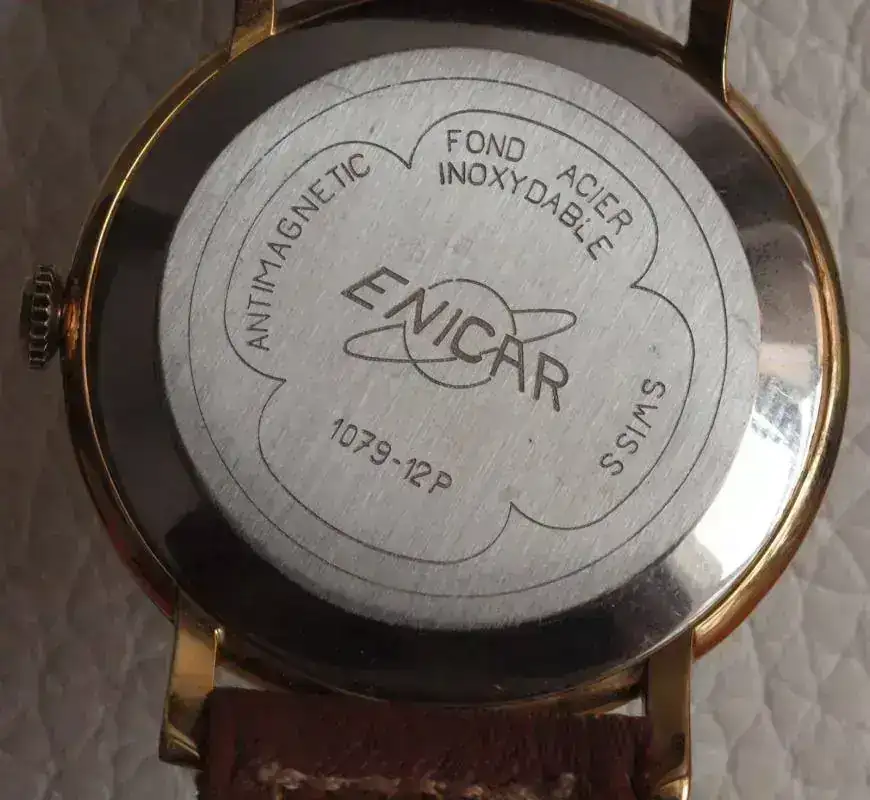 FOND ACIER
INOXYDABLE
ANTIMAGNETIC
ENICAR
SWISS
1079-12P